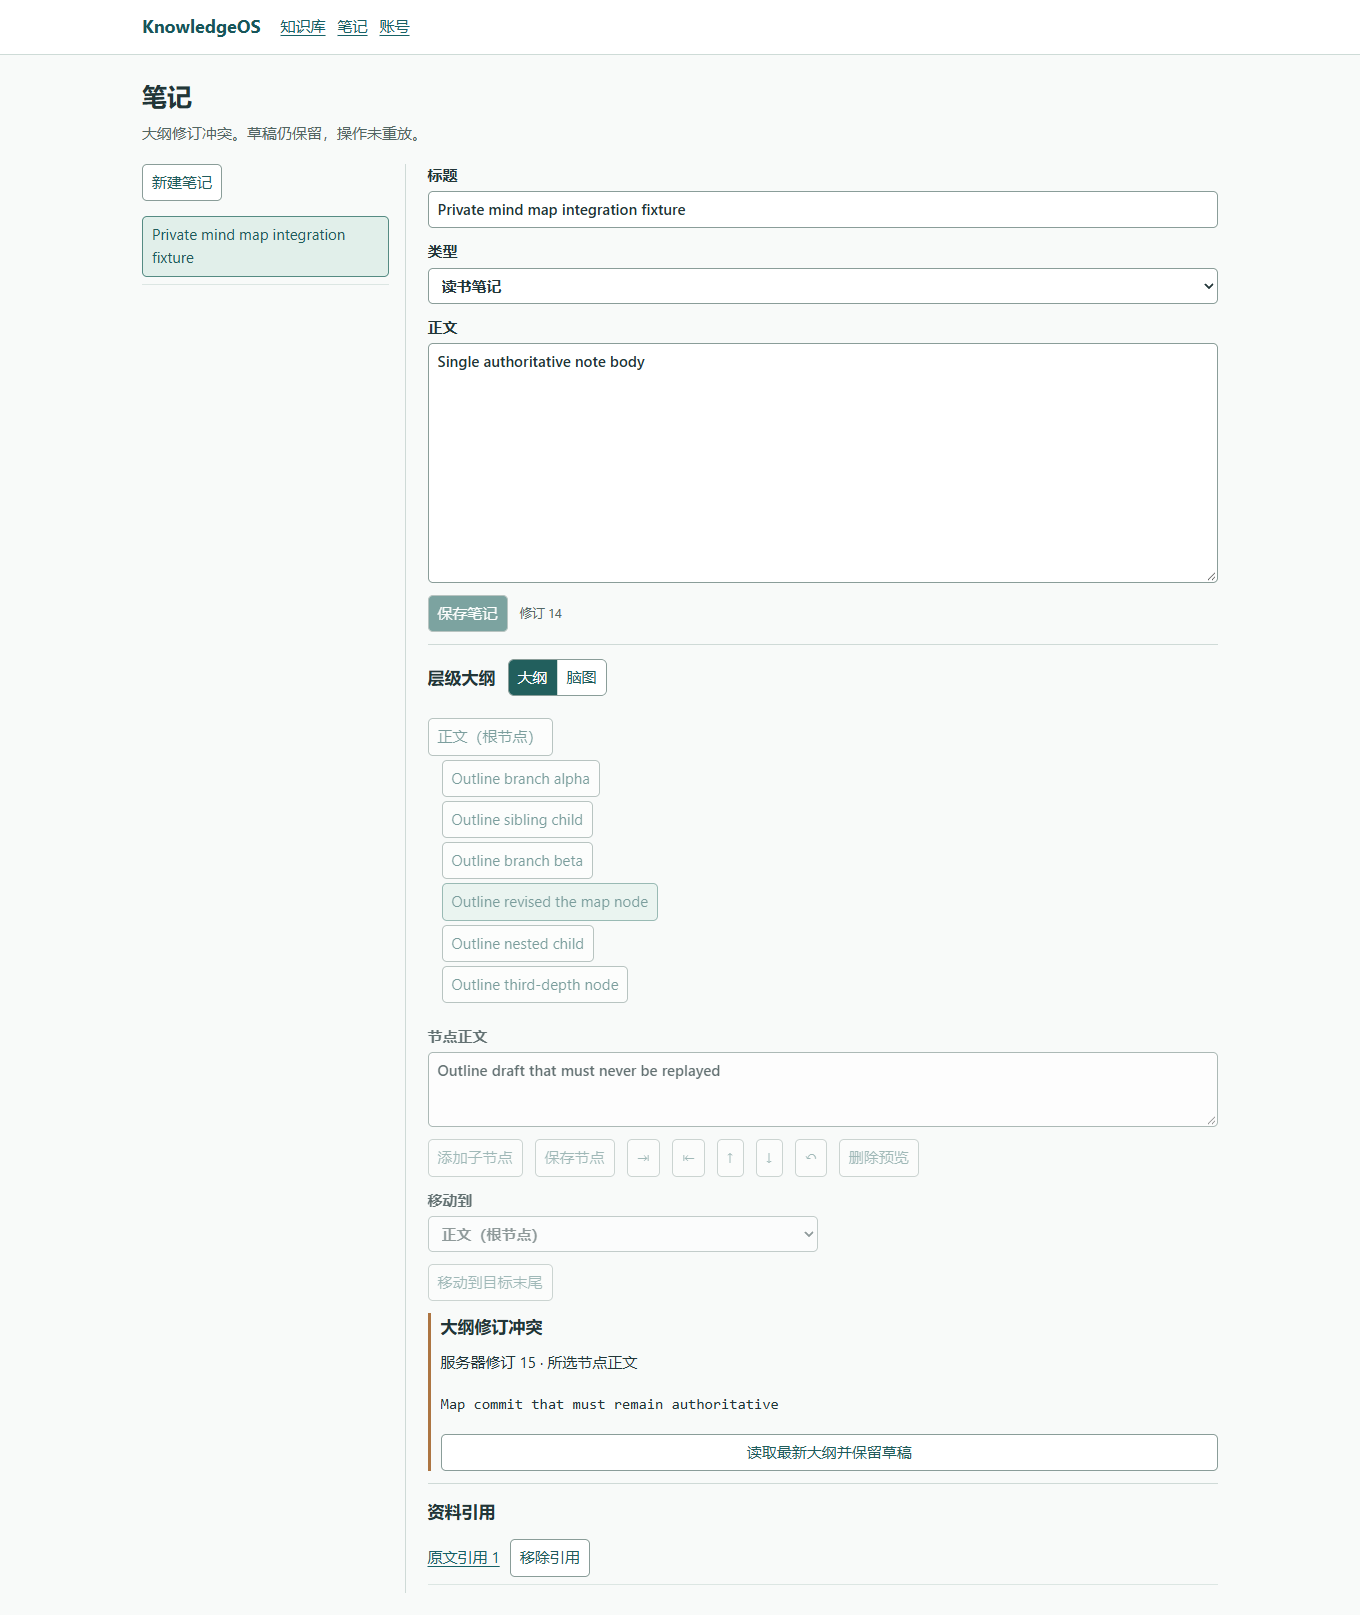 KnowledgeOS 知识库 笔记 账号
笔记
大纲修订冲突。草稿仍保留，操作未重放。
新建笔记
Private mind map integration
fixture
标题
Private mind map integration fixture
类型
读书笔记
正文
Single authoritative note body
保存笔记 修订 14
层级大纲 大纲 脑图
正文（根节点）
Outline branch alpha
Outline sibling child
Outline branch beta
Outline revised the map node
Outline nested child
Outline third-depth node
节点正文
Outline draft that must never be replayed
添加子节点 保存节点 ⇥ ⇤ ↑ ↓ ↶ 删除预览
移动到
正文（根节点）
移动到目标末尾
大纲修订冲突
服务器修订 15 · 所选节点正文
Map commit that must remain authoritative
读取最新大纲并保留草稿
资料引用
原文引用 1 移除引用